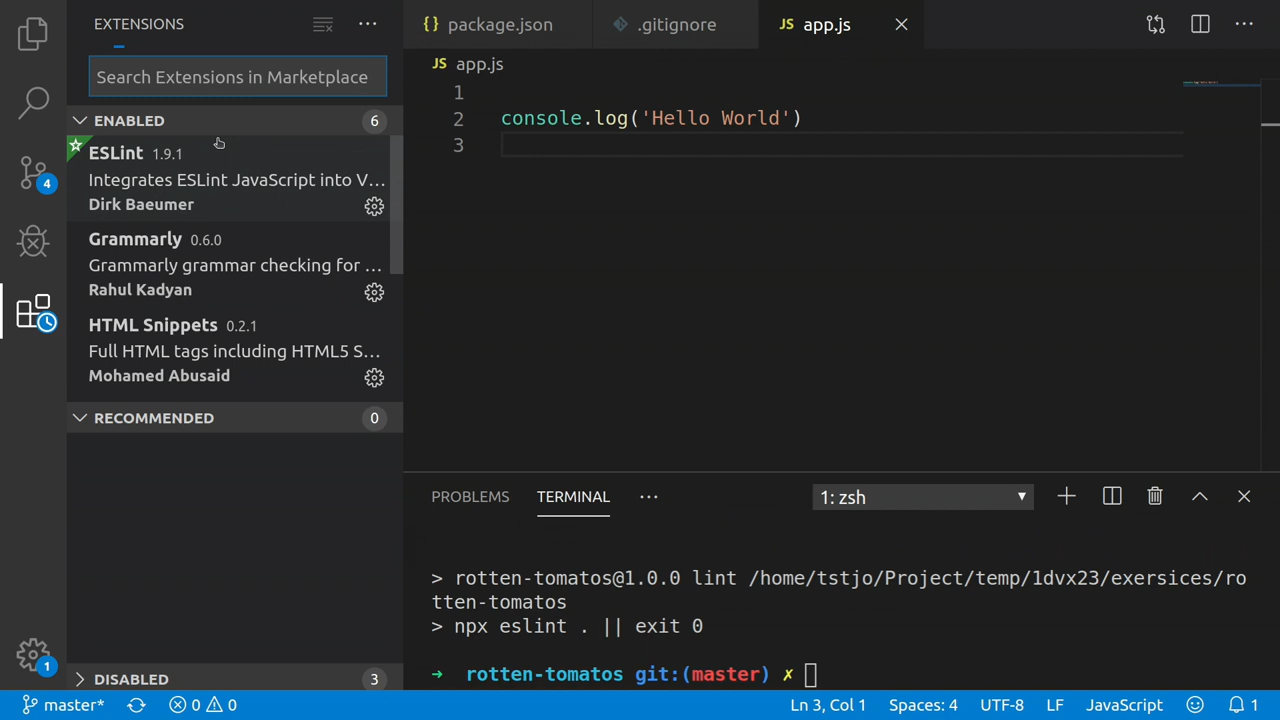 EXTENSIONS
Search Extensions in Marketplace
ENABLED 6
ESLint 1.9.1
Integrates ESLint JavaScript into V...
Dirk Baeumer
Grammarly 0.6.0
Grammarly grammar checking for ...
Rahul Kadyan
HTML Snippets 0.2.1
Full HTML tags including HTML5 S...
Mohamed Abusaid
RECOMMENDED 0
DISABLED 3
4
1
{} package.json
.gitignore
JS app.js
JS app.js
1
2 console.log('Hello World')
3
PROBLEMS TERMINAL ... 1: zsh
> rotten-tomatos@1.0.0 lint /home/tstjo/Project/temp/1dvx23/exersices/ro
tten-tomatos
> npx eslint . || exit 0
➜ rotten-tomatos git:(master) ✗
master* 0 0 Ln 3, Col 1 Spaces: 4 UTF-8 LF JavaScript 1